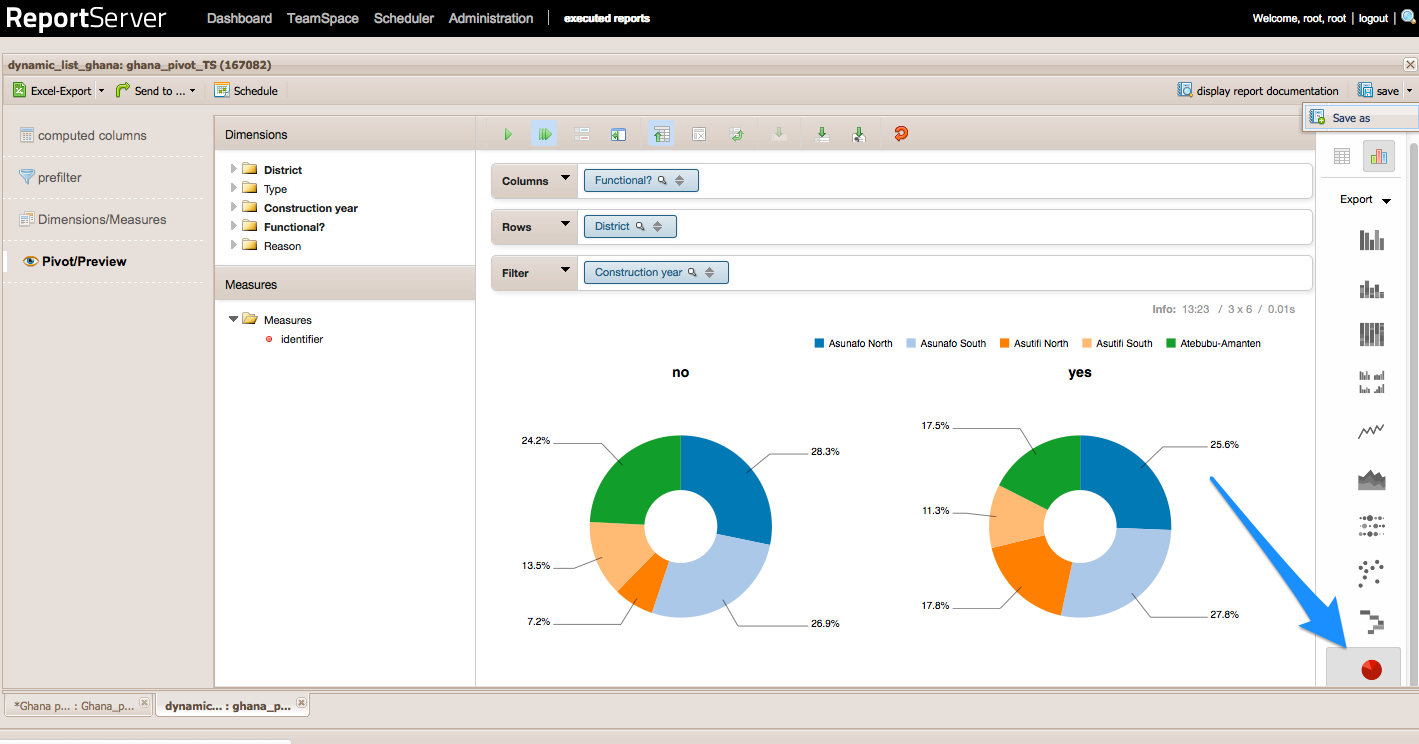 ReportServer Dashboard TeamSpace Scheduler Administration | executed reports Welcome, root, root | logout |
dynamic_list_ghana: ghana_pivot_TS (167082)
Excel-Export Send to ... Schedule display report documentation save
Save as
computed columns
prefilter
Dimensions/Measures
Pivot/Preview
Dimensions
District
Type
Construction year
Functional?
Reason
Measures
Measures
identifier
Columns Functional?
Rows District
Filter Construction year
Info: 13:23 / 3 x 6 / 0.01s
Export
Asunafo North Asunafo South Asutifi North Asutifi South Atebubu-Amanten
no
24.2%
28.3%
13.5%
7.2%
26.9%
yes
17.5%
25.6%
11.3%
17.8%
27.8%
*Ghana p... : Ghana_p... dynamic... : ghana_p...